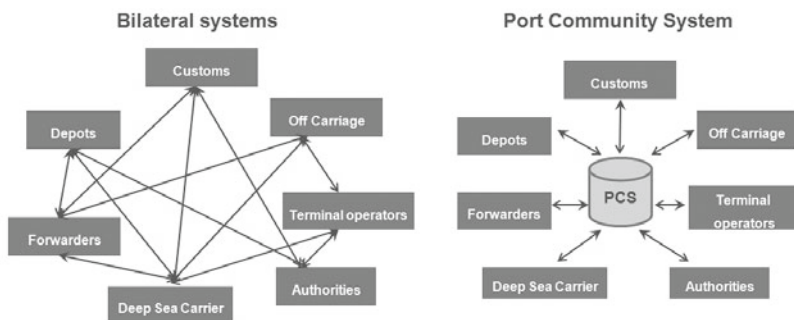 Bilateral systems
Customs
Off Carriage
Depots
Terminal operators
Forwarders
Authorities
Deep Sea Carrier
Port Community System
Customs
Off Carriage
Depots
PCS
Forwarders
Terminal
operators
Deep Sea Carrier
Authorities